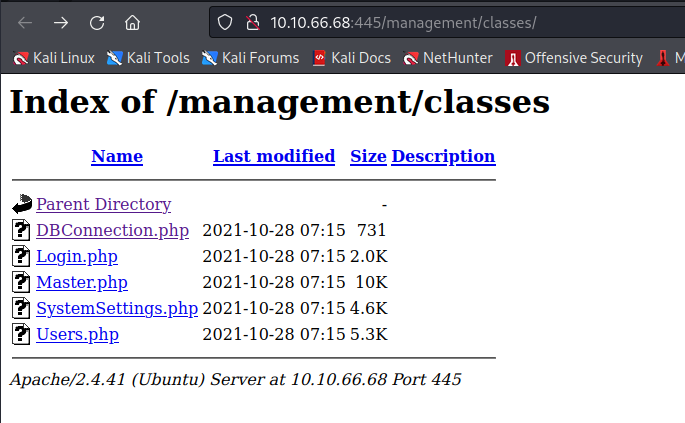 10.10.66.68:445/management/classes/
Kali Linux Kali Tools Kali Forums Kali Docs NetHunter Offensive Security M
Index of /management/classes
Name Last modified Size Description
Parent Directory -
DBConnection.php 2021-10-28 07:15 731
Login.php 2021-10-28 07:15 2.0K
Master.php 2021-10-28 07:15 10K
SystemSettings.php 2021-10-28 07:15 4.6K
Users.php 2021-10-28 07:15 5.3K
Apache/2.4.41 (Ubuntu) Server at 10.10.66.68 Port 445